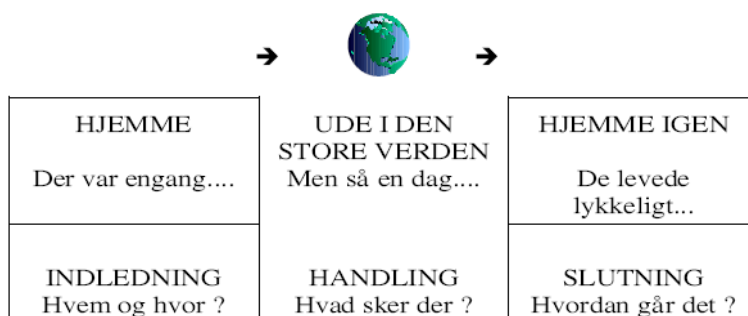 HJEMME
Der var engang....
UDE I DEN
STORE VERDEN
Men så en dag....
HJEMME IGEN
De levede
lykkeligt...
INDLEDNING
Hvem og hvor ?
HANDLING
Hvad sker der ?
SLUTNING
Hvordan går det ?